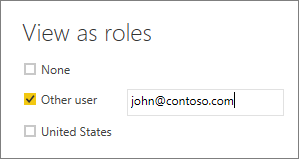 View as roles
None
Other user john@contoso.com
United States